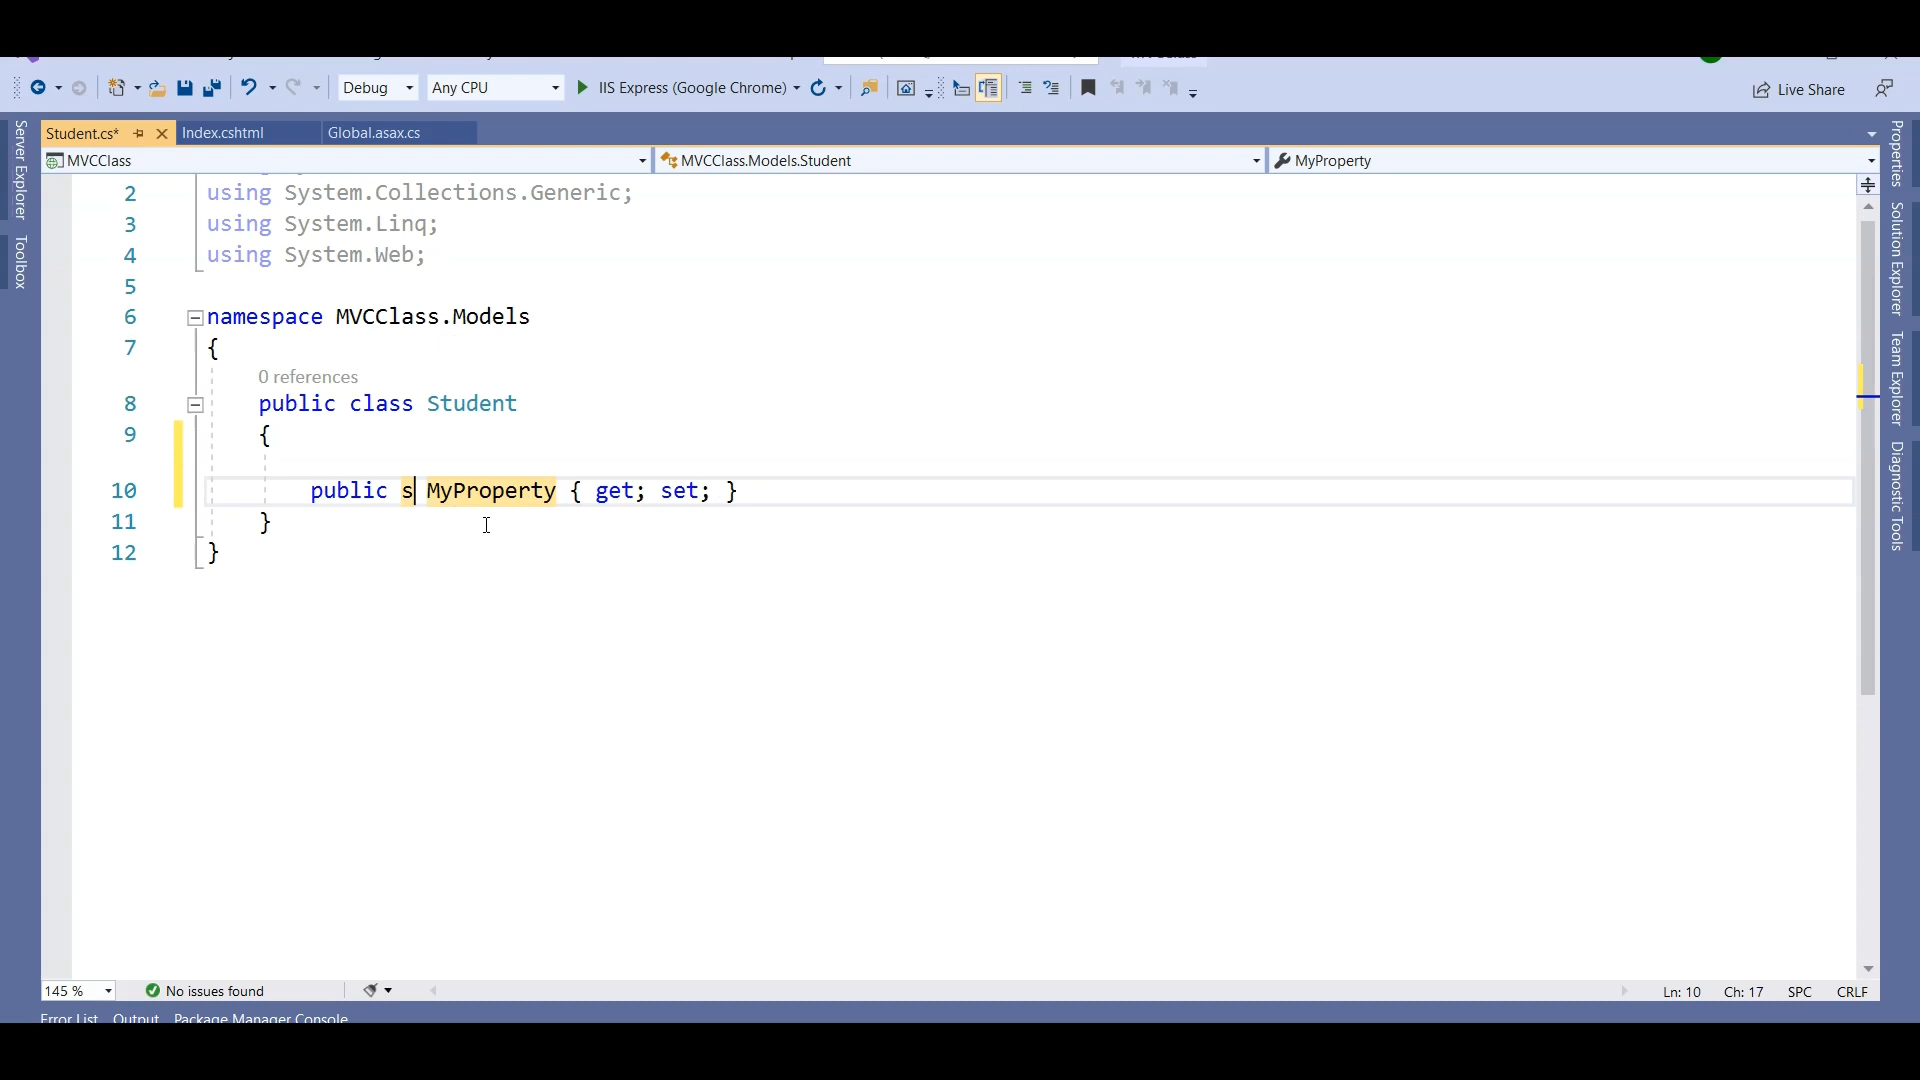 Debug Any CPU IIS Express (Google Chrome) Live Share
Server Explorer
Toolbox
Student.cs* Index.cshtml Global.asax.cs
MVCClass MVCClass.Models.Student MyProperty
2 using System.Collections.Generic;
3 using System.Linq;
4 using System.Web;
5
6 namespace MVCClass.Models
7 {
0 references
8 public class Student
9 {
10 public s MyProperty { get; set; }
11 }
12 }
Properties
Solution Explorer
Team Explorer
Diagnostic Tools
145 % No issues found Ln: 10 Ch: 17 SPC CRLF
Error List Output Package Manager Console